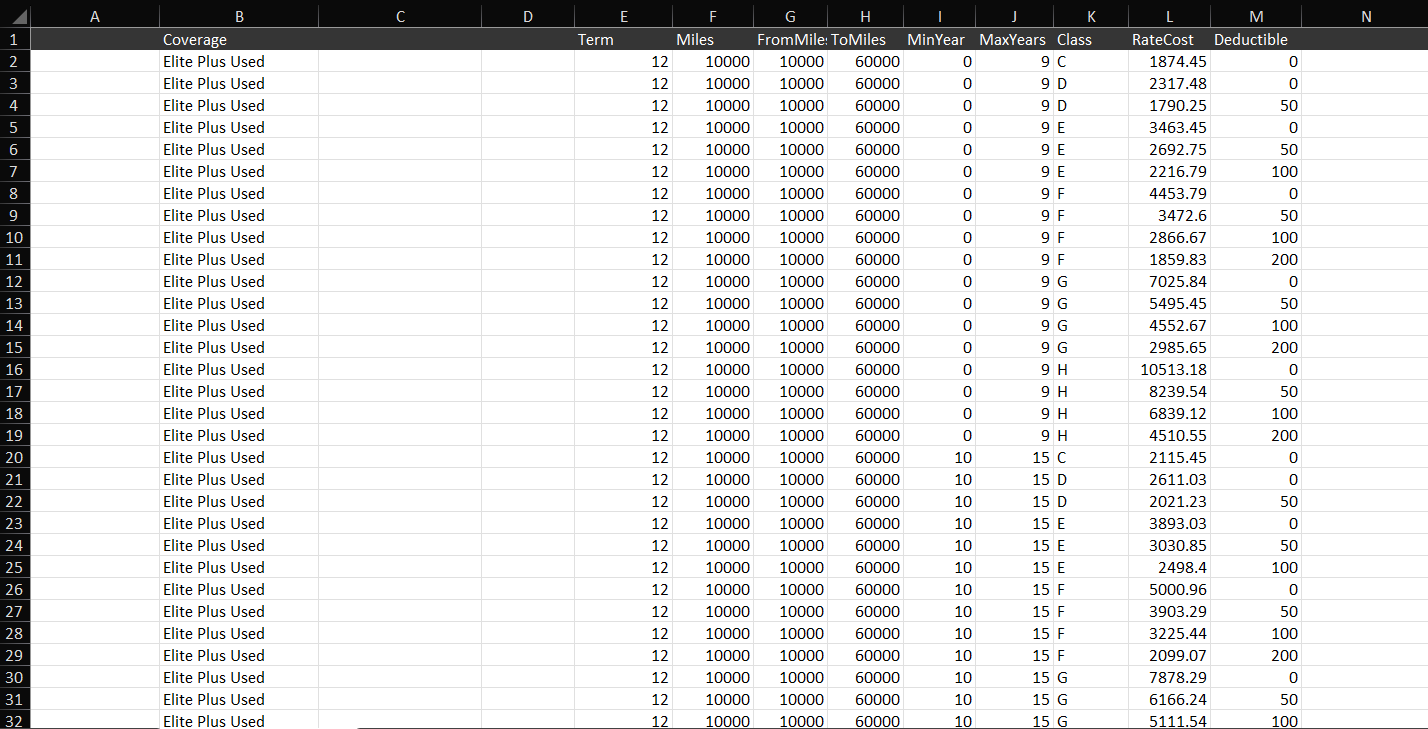 A B C D E F G H I J K L M N
1 Coverage Term Miles FromMile ToMiles MinYear MaxYears Class RateCost Deductible
2 Elite Plus Used 12 10000 10000 60000 0 9 C 1874.45 0
3 Elite Plus Used 12 10000 10000 60000 0 9 D 2317.48 0
4 Elite Plus Used 12 10000 10000 60000 0 9 D 1790.25 50
5 Elite Plus Used 12 10000 10000 60000 0 9 E 3463.45 0
6 Elite Plus Used 12 10000 10000 60000 0 9 E 2692.75 50
7 Elite Plus Used 12 10000 10000 60000 0 9 E 2216.79 100
8 Elite Plus Used 12 10000 10000 60000 0 9 F 4453.79 0
9 Elite Plus Used 12 10000 10000 60000 0 9 F 3472.6 50
10 Elite Plus Used 12 10000 10000 60000 0 9 F 2866.67 100
11 Elite Plus Used 12 10000 10000 60000 0 9 F 1859.83 200
12 Elite Plus Used 12 10000 10000 60000 0 9 G 7025.84 0
13 Elite Plus Used 12 10000 10000 60000 0 9 G 5495.45 50
14 Elite Plus Used 12 10000 10000 60000 0 9 G 4552.67 100
15 Elite Plus Used 12 10000 10000 60000 0 9 G 2985.65 200
16 Elite Plus Used 12 10000 10000 60000 0 9 H 10513.18 0
17 Elite Plus Used 12 10000 10000 60000 0 9 H 8239.54 50
18 Elite Plus Used 12 10000 10000 60000 0 9 H 6839.12 100
19 Elite Plus Used 12 10000 10000 60000 0 9 H 4510.55 200
20 Elite Plus Used 12 10000 10000 60000 10 15 C 2115.45 0
21 Elite Plus Used 12 10000 10000 60000 10 15 D 2611.03 0
22 Elite Plus Used 12 10000 10000 60000 10 15 D 2021.23 50
23 Elite Plus Used 12 10000 10000 60000 10 15 E 3893.03 0
24 Elite Plus Used 12 10000 10000 60000 10 15 E 3030.85 50
25 Elite Plus Used 12 10000 10000 60000 10 15 E 2498.4 100
26 Elite Plus Used 12 10000 10000 60000 10 15 F 5000.96 0
27 Elite Plus Used 12 10000 10000 60000 10 15 F 3903.29 50
28 Elite Plus Used 12 10000 10000 60000 10 15 F 3225.44 100
29 Elite Plus Used 12 10000 10000 60000 10 15 F 2099.07 200
30 Elite Plus Used 12 10000 10000 60000 10 15 G 7878.29 0
31 Elite Plus Used 12 10000 10000 60000 10 15 G 6166.24 50
32 Elite Plus Used 12 10000 10000 60000 10 15 G 5111.54 100